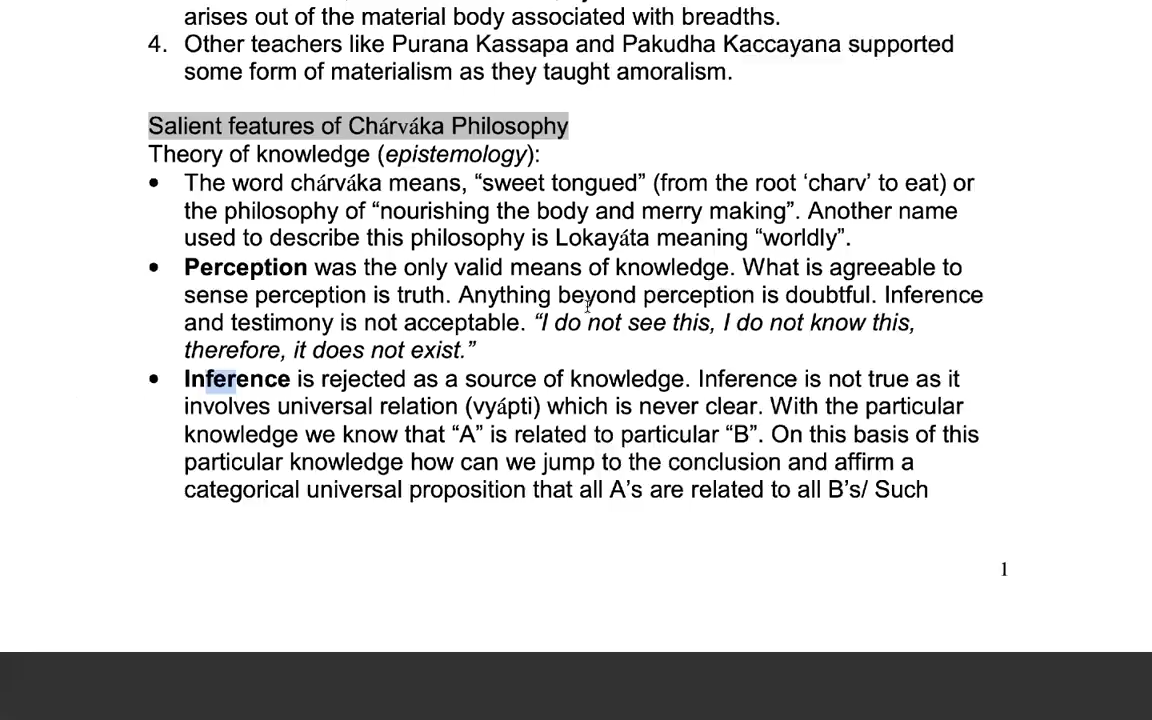 arises out of the material body associated with breadths.
4. Other teachers like Purana Kassapa and Pakudha Kaccayana supported
some form of materialism as they taught amoralism.
Salient features of Chárváka Philosophy
Theory of knowledge (epistemology):
• The word chárváka means, “sweet tongued” (from the root ‘charv’ to eat) or
the philosophy of “nourishing the body and merry making”. Another name
used to describe this philosophy is Lokayáta meaning “worldly”.
• Perception was the only valid means of knowledge. What is agreeable to
sense perception is truth. Anything beyond perception is doubtful. Inference
and testimony is not acceptable. “I do not see this, I do not know this,
therefore, it does not exist.”
• Inference is rejected as a source of knowledge. Inference is not true as it
involves universal relation (vyápti) which is never clear. With the particular
knowledge we know that “A” is related to particular “B”. On this basis of this
particular knowledge how can we jump to the conclusion and affirm a
categorical universal proposition that all A’s are related to all B’s/ Such
1